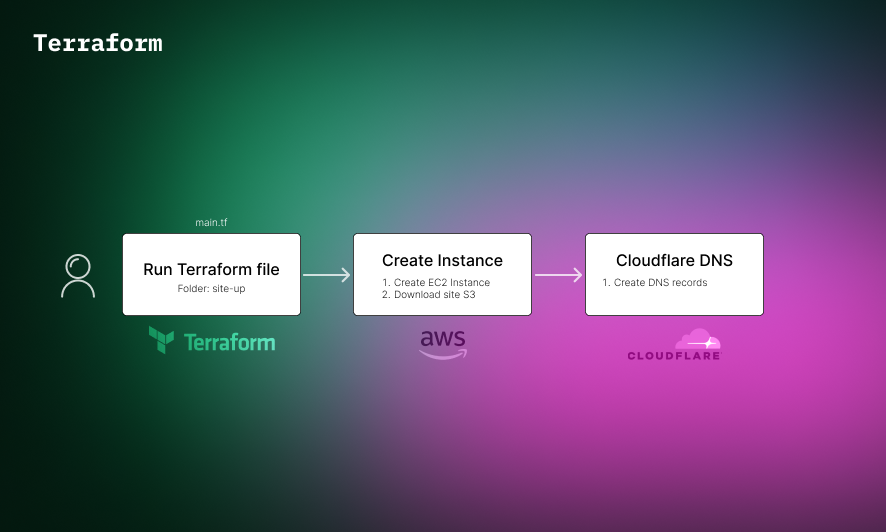 Terraform
main.tf
Run Terraform file
Folder: site-up
Terraform
Create Instance
1. Create EC2 Instance
2. Download site S3
aws
Cloudflare DNS
1. Create DNS records
CLOUDFLARE